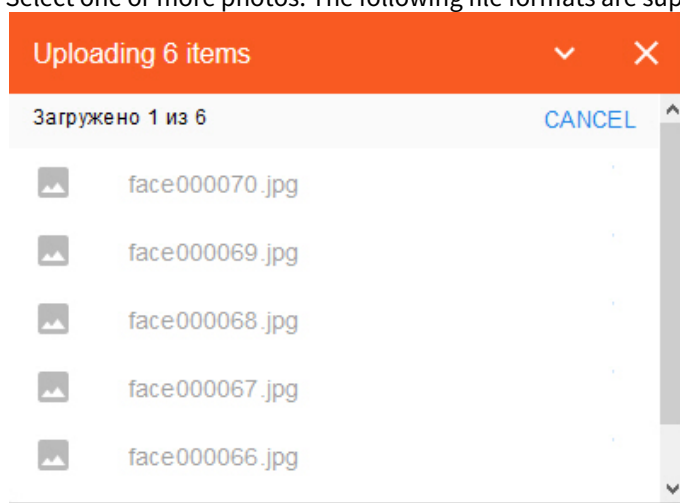 Select one or more photos. The following file formats are sup
Uploading 6 items
Загружено 1 из 6 CANCEL
face000070.jpg
face000069.jpg
face000068.jpg
face000067.jpg
face000066.jpg